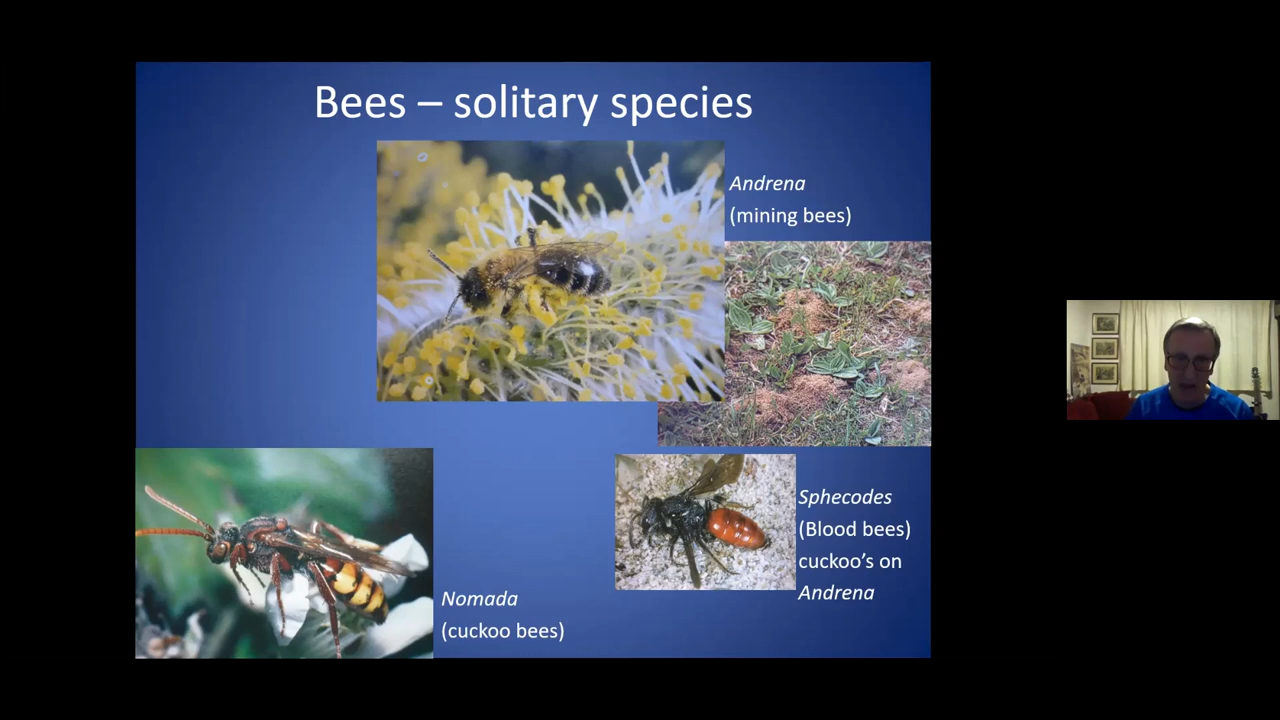 Bees – solitary species
Andrena
(mining bees)
Sphecodes
(Blood bees)
cuckoo's on
Andrena
Nomada
(cuckoo bees)